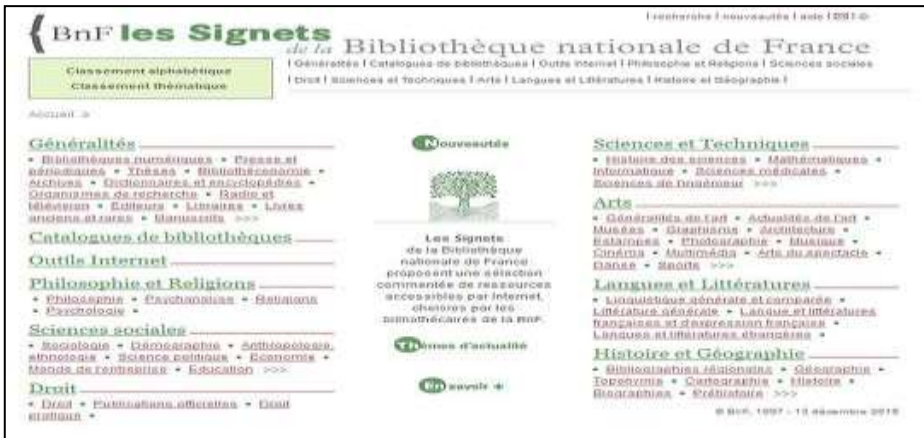 | recherche | nouveautés | aide |
BnF les Signets
de la Bibliothèque nationale de France
Classement alphabétique
Classement thématique
| Généralités | Catalogues de bibliothèques | Outils Internet | Philosophie et Religions | Sciences sociales
| Droit | Sciences et Techniques | Arts | Langues et Littératures | Histoire et Géographie |
Accueil >
Généralités
• Bibliothèques numériques • Presse et
périodiques • Thèses • Bibliothéconomie •
Archives • Dictionnaires et encyclopédies •
Organismes de recherche • Radio et
télévision • Editeurs • Libraires • Livres
anciens et rares • Manuscrits >>>
Catalogues de bibliothèques
Outils Internet
Philosophie et Religions
• Philosophie • Psychanalyse • Religions
• Psychologie •
Sciences sociales
• Sociologie • Démographie • Anthropologie,
ethnologie • Science politique • Economie •
Monde de l'entreprise • Education >>>
Droit
• Droit • Publications officielles • Droit
pratique •
Nouveautés
Les Signets
de la Bibliothèque
nationale de France
proposent une sélection
commentée de ressources
accessibles par Internet,
choisies par les
bibliothécaires de la BnF.
Thèmes d'actualité
En savoir +
Sciences et Techniques
• Histoire des sciences • Mathématiques •
Informatique • Sciences médicales •
Sciences de l'ingénieur >>>
Arts
• Généralités de l'art • Actualités de l'art •
Musées • Graphisme • Architecture •
Estampes • Photographie • Musique •
Cinéma • Multimédia • Arts du spectacle •
Danse • Sports >>>
Langues et Littératures
• Linguistique générale et comparée •
Littérature générale • Langue et littérature
françaises et d'expression française •
Langues et littératures étrangères •
Histoire et Géographie
• Bibliographies régionales • Géographie •
Toponymie • Cartographie • Histoire •
Biographies • Préhistoire >>>
© BnF, 1997 - 13 décembre 2010